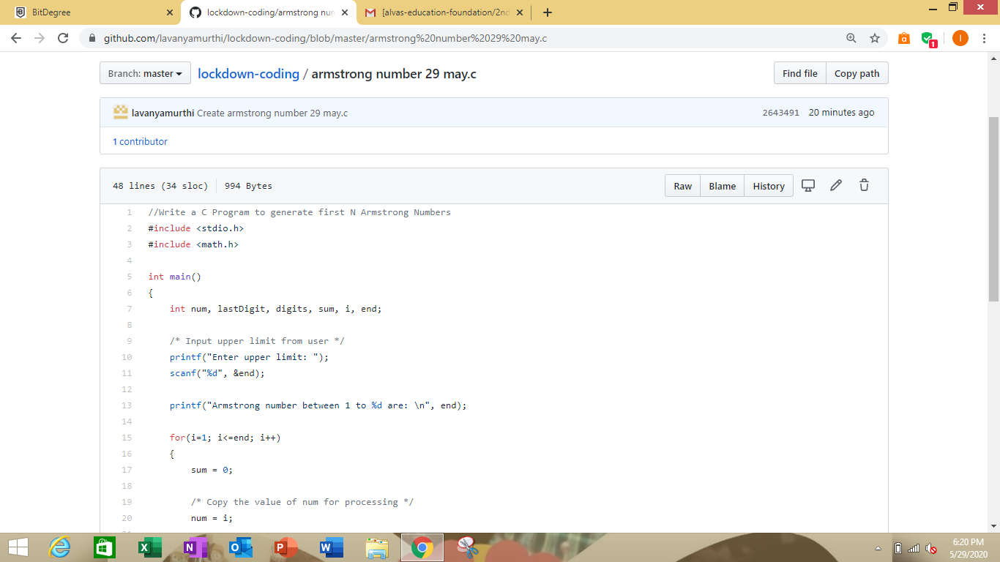 BitDegree
lockdown-coding/armstrong num
[alvas-education-foundation/2nd
github.com/lavanyamurthi/lockdown-coding/blob/master/armstrong%20number%2029%20may.c
1
I
Branch: master
lockdown-coding / armstrong number 29 may.c
Find file
Copy path
lavanyamurthi Create armstrong number 29 may.c
2643491 20 minutes ago
1 contributor
48 lines (34 sloc) 994 Bytes
Raw
Blame
History
1 //Write a C Program to generate first N Armstrong Numbers
2 #include <stdio.h>
3 #include <math.h>
4
5 int main()
6 {
7 int num, lastDigit, digits, sum, i, end;
8
9 /* Input upper limit from user */
10 printf("Enter upper limit: ");
11 scanf("%d", &end);
12
13 printf("Armstrong number between 1 to %d are: \n", end);
14
15 for(i=1; i<=end; i++)
16 {
17 sum = 0;
18
19 /* Copy the value of num for processing */
20 num = i;
6:20 PM
5/29/2020